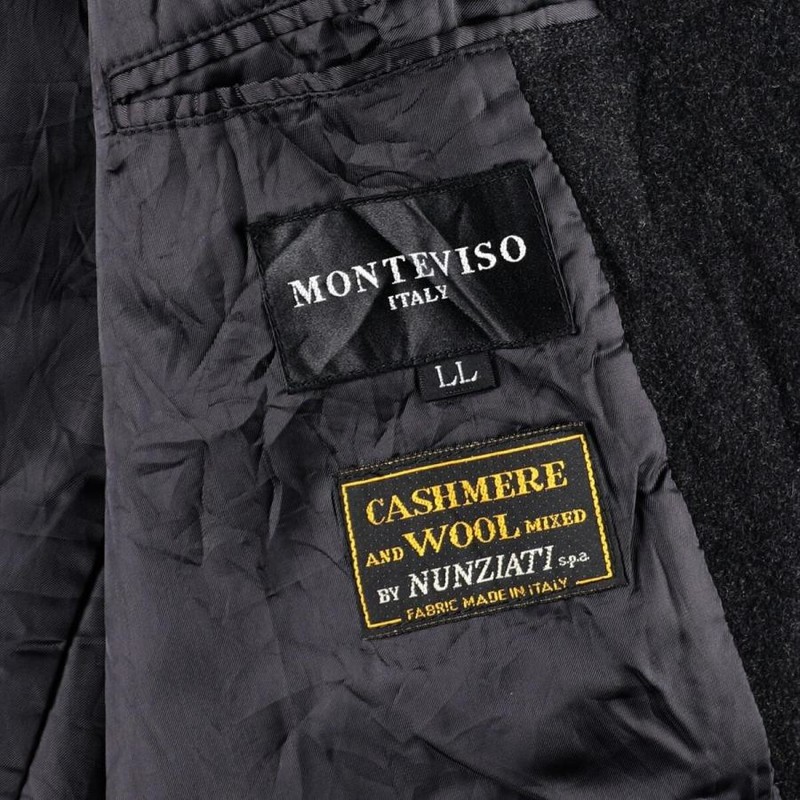 MONTEVISO
ITALY
LL
CASHMERE
AND WOOL MIXED
BY NUNZIATI s.p.a.
FABRIC MADE IN iTALY